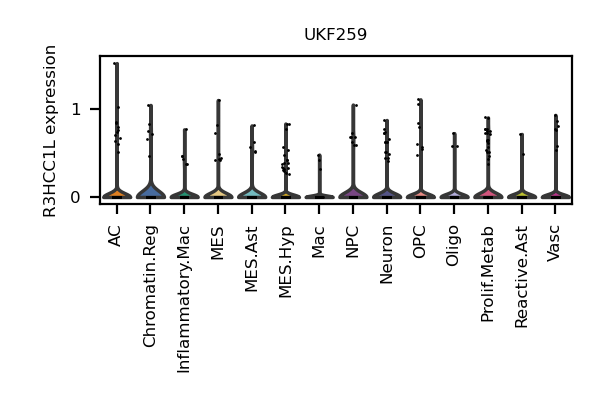 UKF259
R3HCC1L expression
1
0
AC
Chromatin.Reg
Inflammatory.Mac
MES
MES.Ast
MES.Hyp
Mac
NPC
Neuron
OPC
Oligo
Prolif.Metab
Reactive.Ast
Vasc